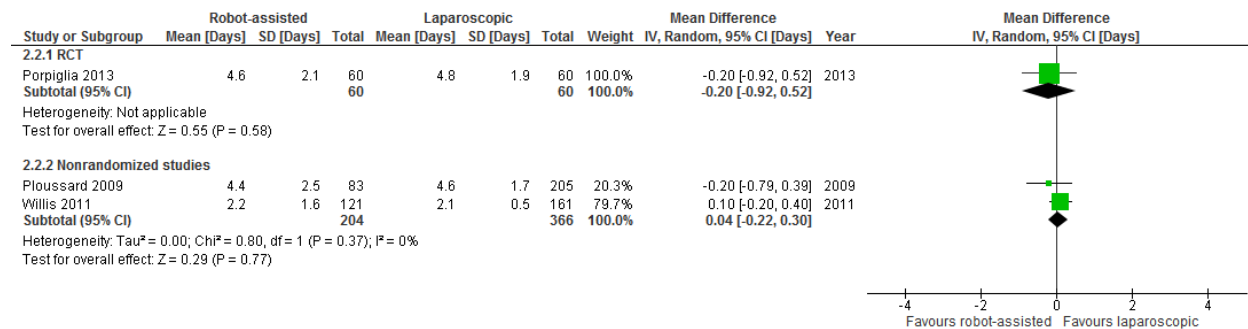 Robot-assisted Laparoscopic Mean Difference Mean Difference
Study or Subgroup Mean [Days] SD [Days] Total Mean [Days] SD [Days] Total Weight IV, Random, 95% CI [Days] Year IV, Random, 95% CI [Days]
2.2.1 RCT
Porpiglia 2013 4.6 2.1 60 4.8 1.9 60 100.0% -0.20 [-0.92, 0.52] 2013
Subtotal (95% CI) 60 60 100.0% -0.20 [-0.92, 0.52]
Heterogeneity: Not applicable
Test for overall effect: Z = 0.55 (P = 0.58)
2.2.2 Nonrandomized studies
Ploussard 2009 4.4 2.5 83 4.6 1.7 205 20.3% -0.20 [-0.79, 0.39] 2009
Willis 2011 2.2 1.6 121 2.1 0.5 161 79.7% 0.10 [-0.20, 0.40] 2011
Subtotal (95% CI) 204 366 100.0% 0.04 [-0.22, 0.30]
Heterogeneity: Tau² = 0.00; Chi² = 0.80, df = 1 (P = 0.37); I² = 0%
Test for overall effect: Z = 0.29 (P = 0.77)
-4 -2 0 2 4
Favours robot-assisted Favours laparoscopic